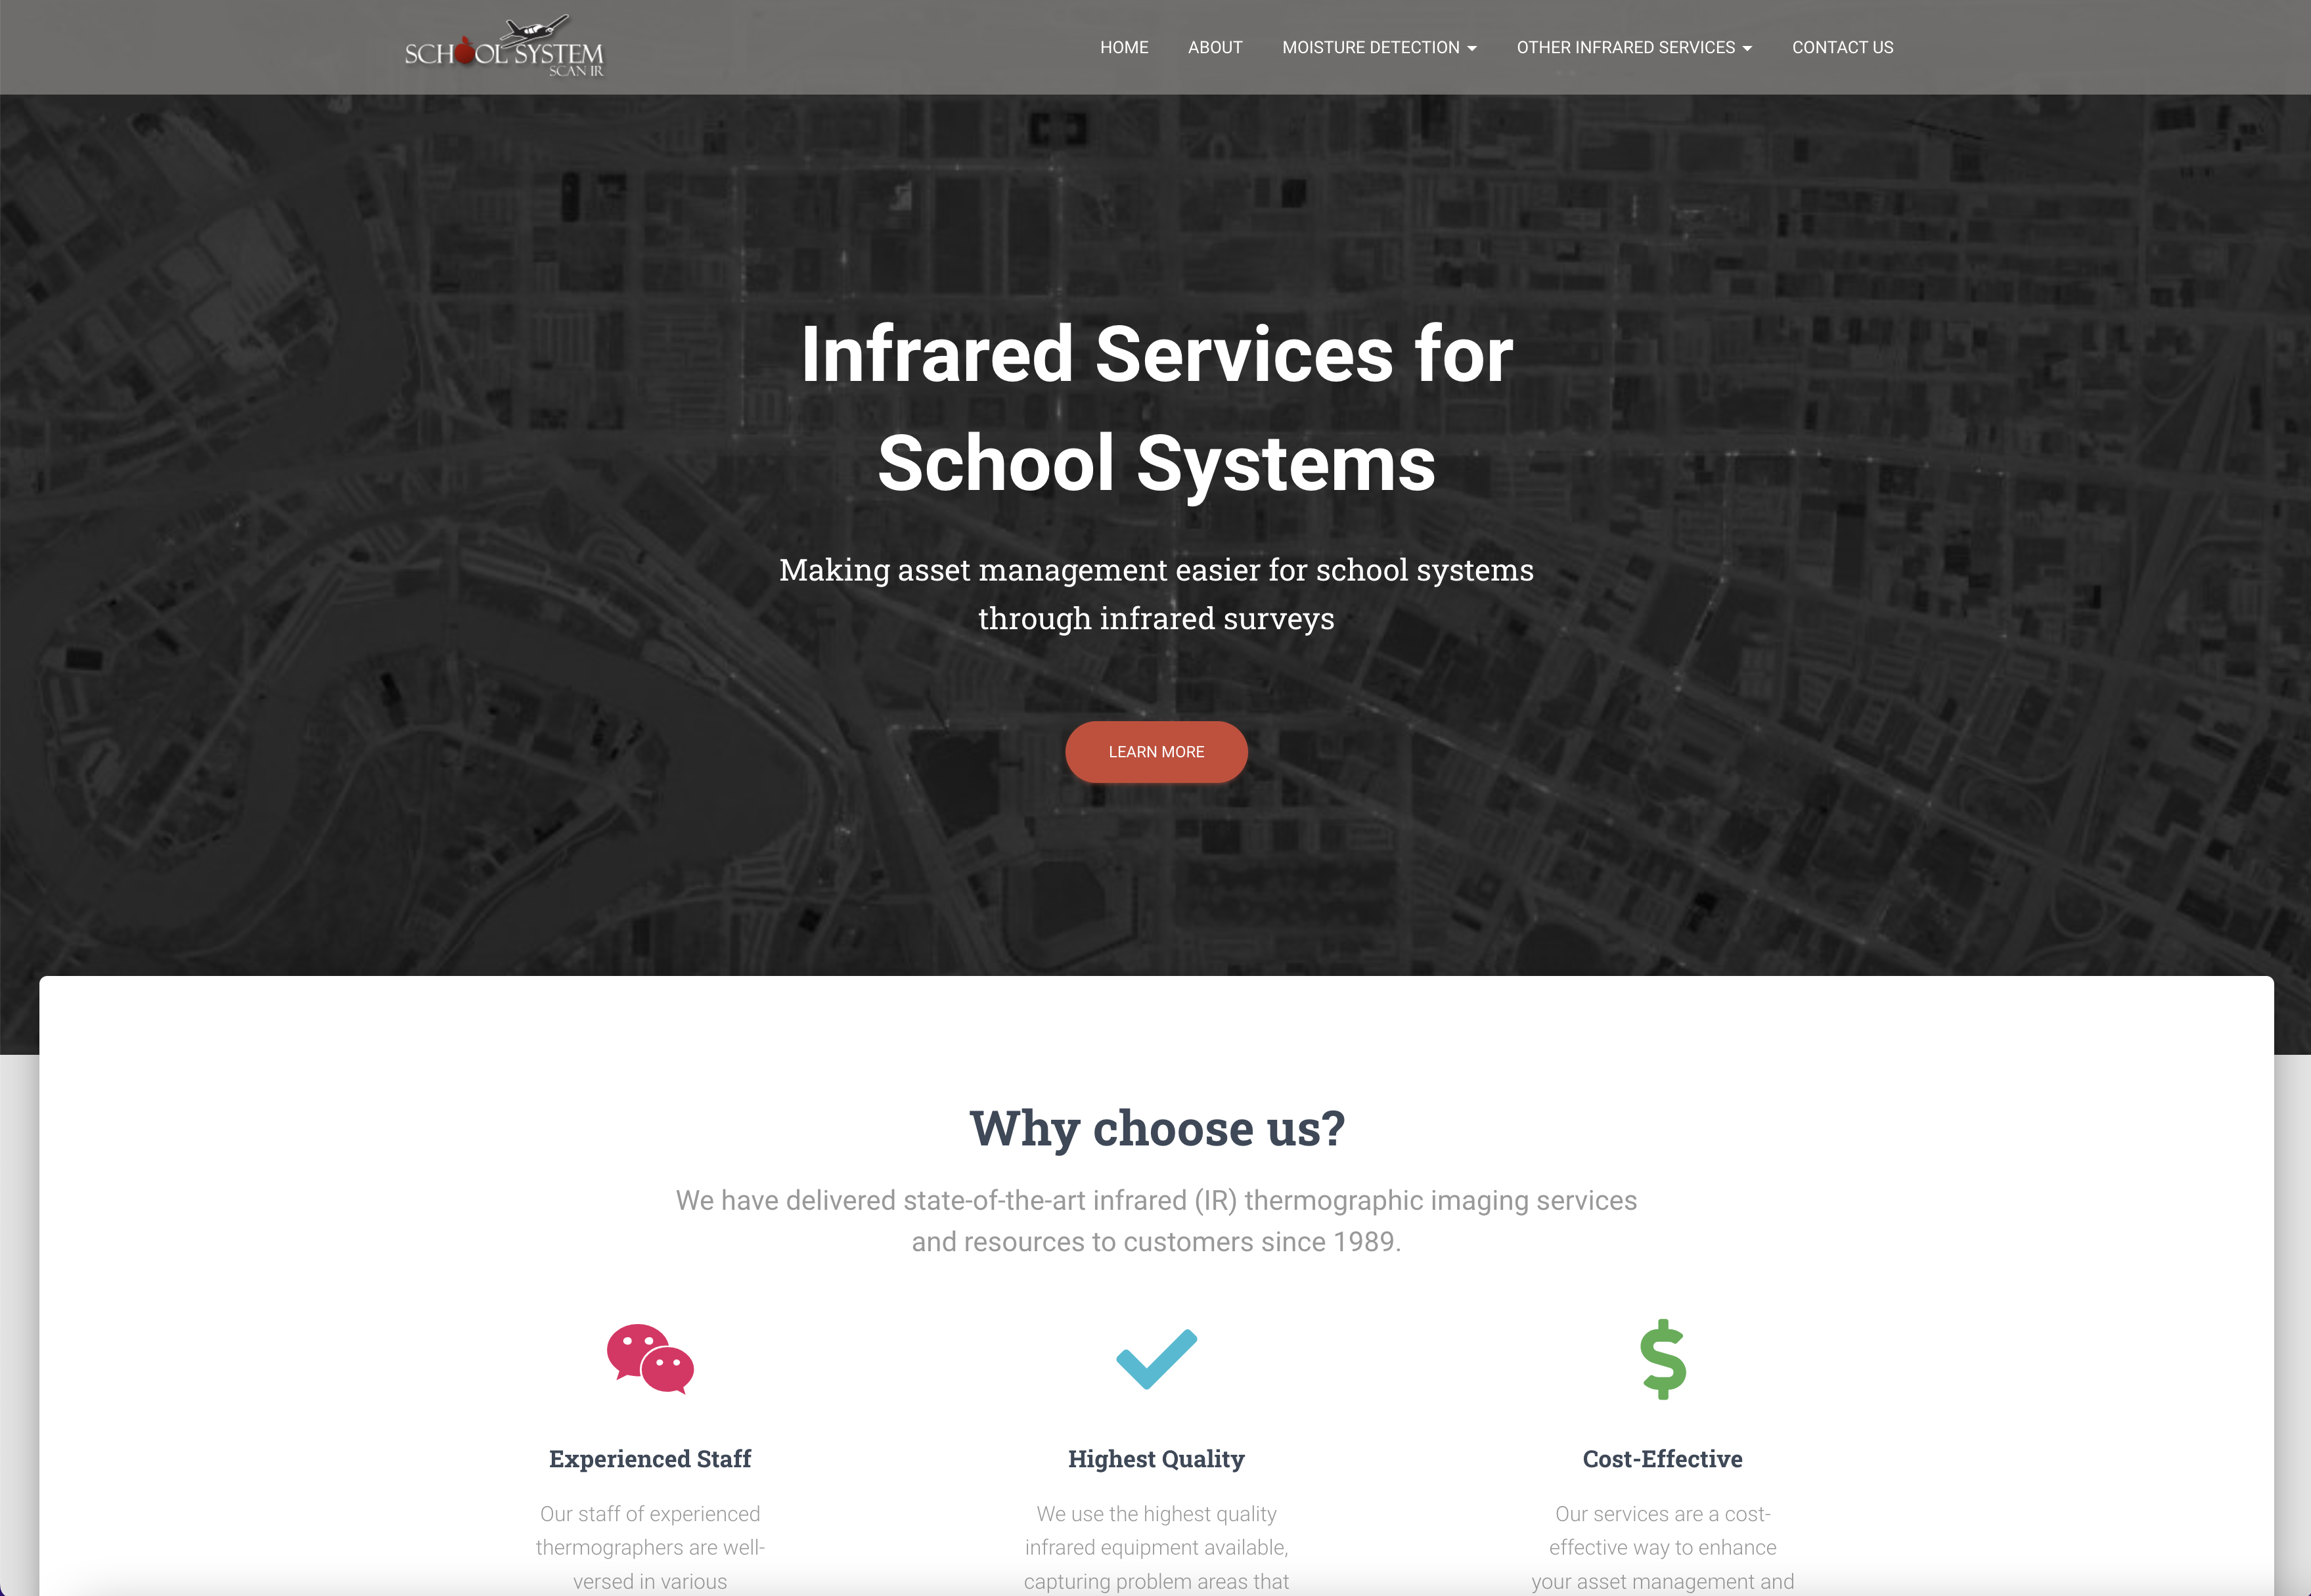 SCHOOL SYSTEM
SCAN IR
HOME ABOUT MOISTURE DETECTION OTHER INFRARED SERVICES CONTACT US
Infrared Services for
School Systems
Making asset management easier for school systems
through infrared surveys
LEARN MORE
Why choose us?
We have delivered state-of-the-art infrared (IR) thermographic imaging services
and resources to customers since 1989.
Experienced Staff
Our staff of experienced
thermographers are well-
versed in various
Highest Quality
We use the highest quality
infrared equipment available,
capturing problem areas that
Cost-Effective
Our services are a cost-
effective way to enhance
your asset management and